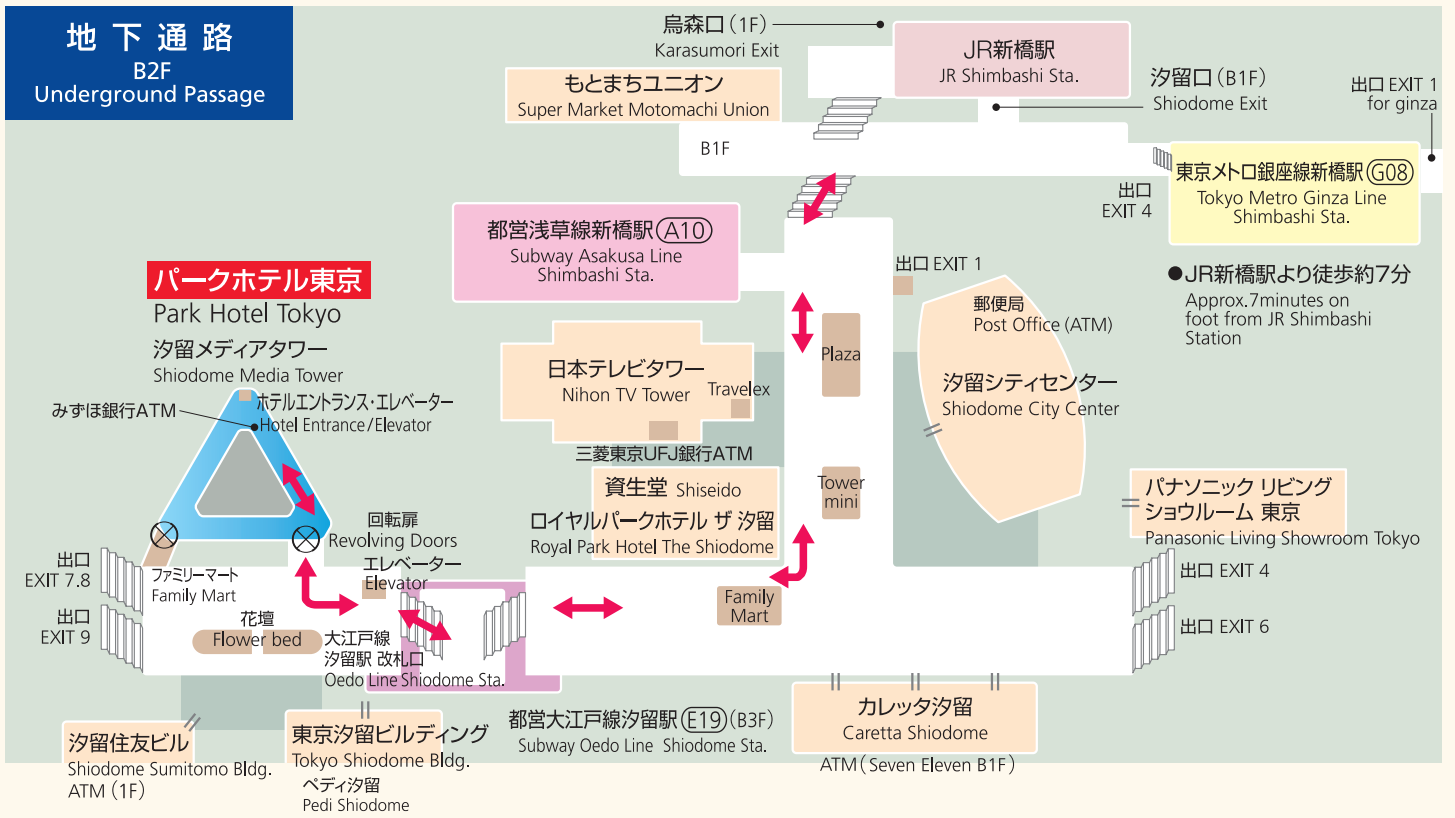 地下通路
B2F
Underground Passage
烏森口(1F)
Karasumori Exit
JR新橋駅
JR Shimbashi Sta.
汐留口(B1F)
Shiodome Exit
出口 EXIT 1
for ginza
もとまちユニオン
Super Market Motomachi Union
B1F
東京メトロ銀座線新橋駅 G08
Tokyo Metro Ginza Line
Shimbashi Sta.
出口
EXIT 4
都営浅草線新橋駅 A10
Subway Asakusa Line
Shimbashi Sta.
出口 EXIT 1
●JR新橋駅より徒歩約7分
Approx.7minutes on
foot from JR Shimbashi
Station
パークホテル東京
Park Hotel Tokyo
汐留メディアタワー
Shiodome Media Tower
みずほ銀行ATM
ホテルエントランス・エレベーター
Hotel Entrance/Elevator
郵便局
Post Office (ATM)
Plaza
日本テレビタワー
Nihon TV Tower
Travelex
三菱東京UFJ銀行ATM
汐留シティセンター
Shiodome City Center
資生堂 Shiseido
ロイヤルパークホテル ザ 汐留
Royal Park Hotel The Shiodome
Tower
mini
パナソニック リビング
ショウルーム 東京
Panasonic Living Showroom Tokyo
回転扉
Revolving Doors
エレベーター
Elevator
出口
EXIT 7.8
ファミリーマート
Family Mart
出口
EXIT 9
花壇
Flower bed
大江戸線
汐留駅 改札口
Oedo Line Shiodome Sta.
Family
Mart
出口 EXIT 4
出口 EXIT 6
汐留住友ビル
Shiodome Sumitomo Bldg.
ATM (1F)
東京汐留ビルディング
Tokyo Shiodome Bldg.
ペディ汐留
Pedi Shiodome
都営大江戸線汐留駅 E19 (B3F)
Subway Oedo Line Shiodome Sta.
カレッタ汐留
Caretta Shiodome
ATM (Seven Eleven B1F)